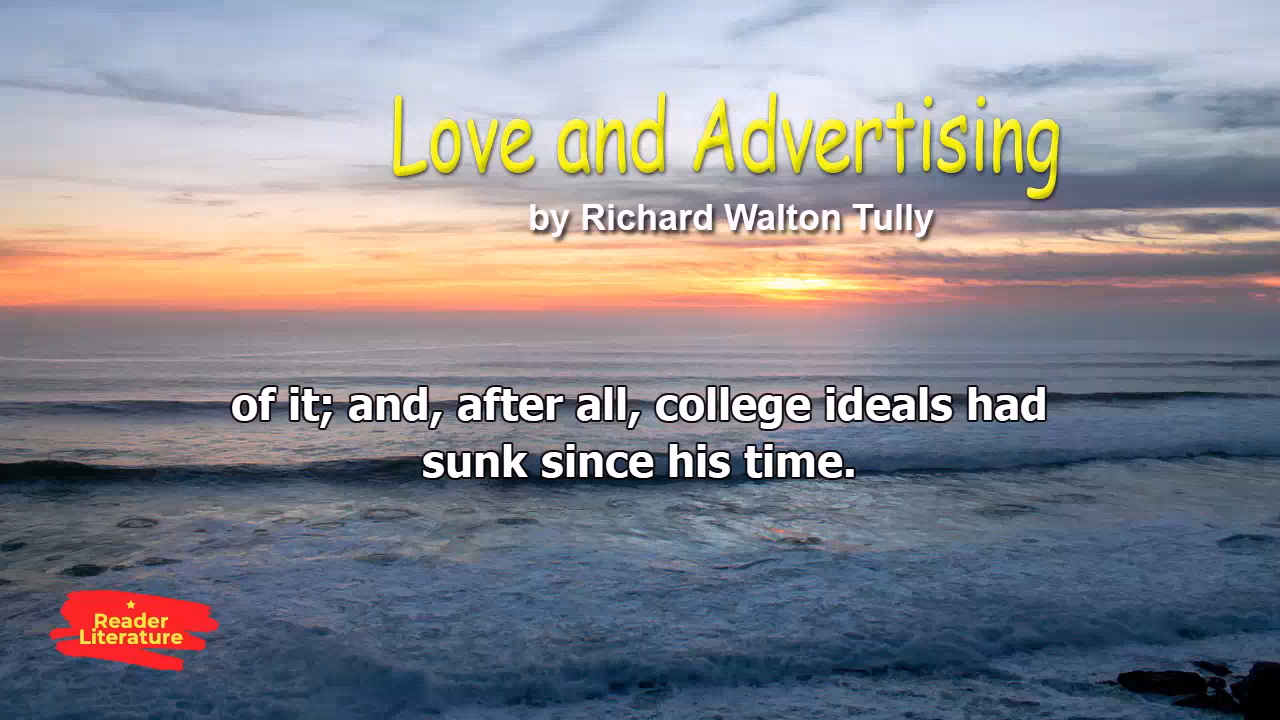 Love and Advertising
by Richard Walton Tully
of it; and, after all, college ideals had
sunk since his time.
Reader
Literature